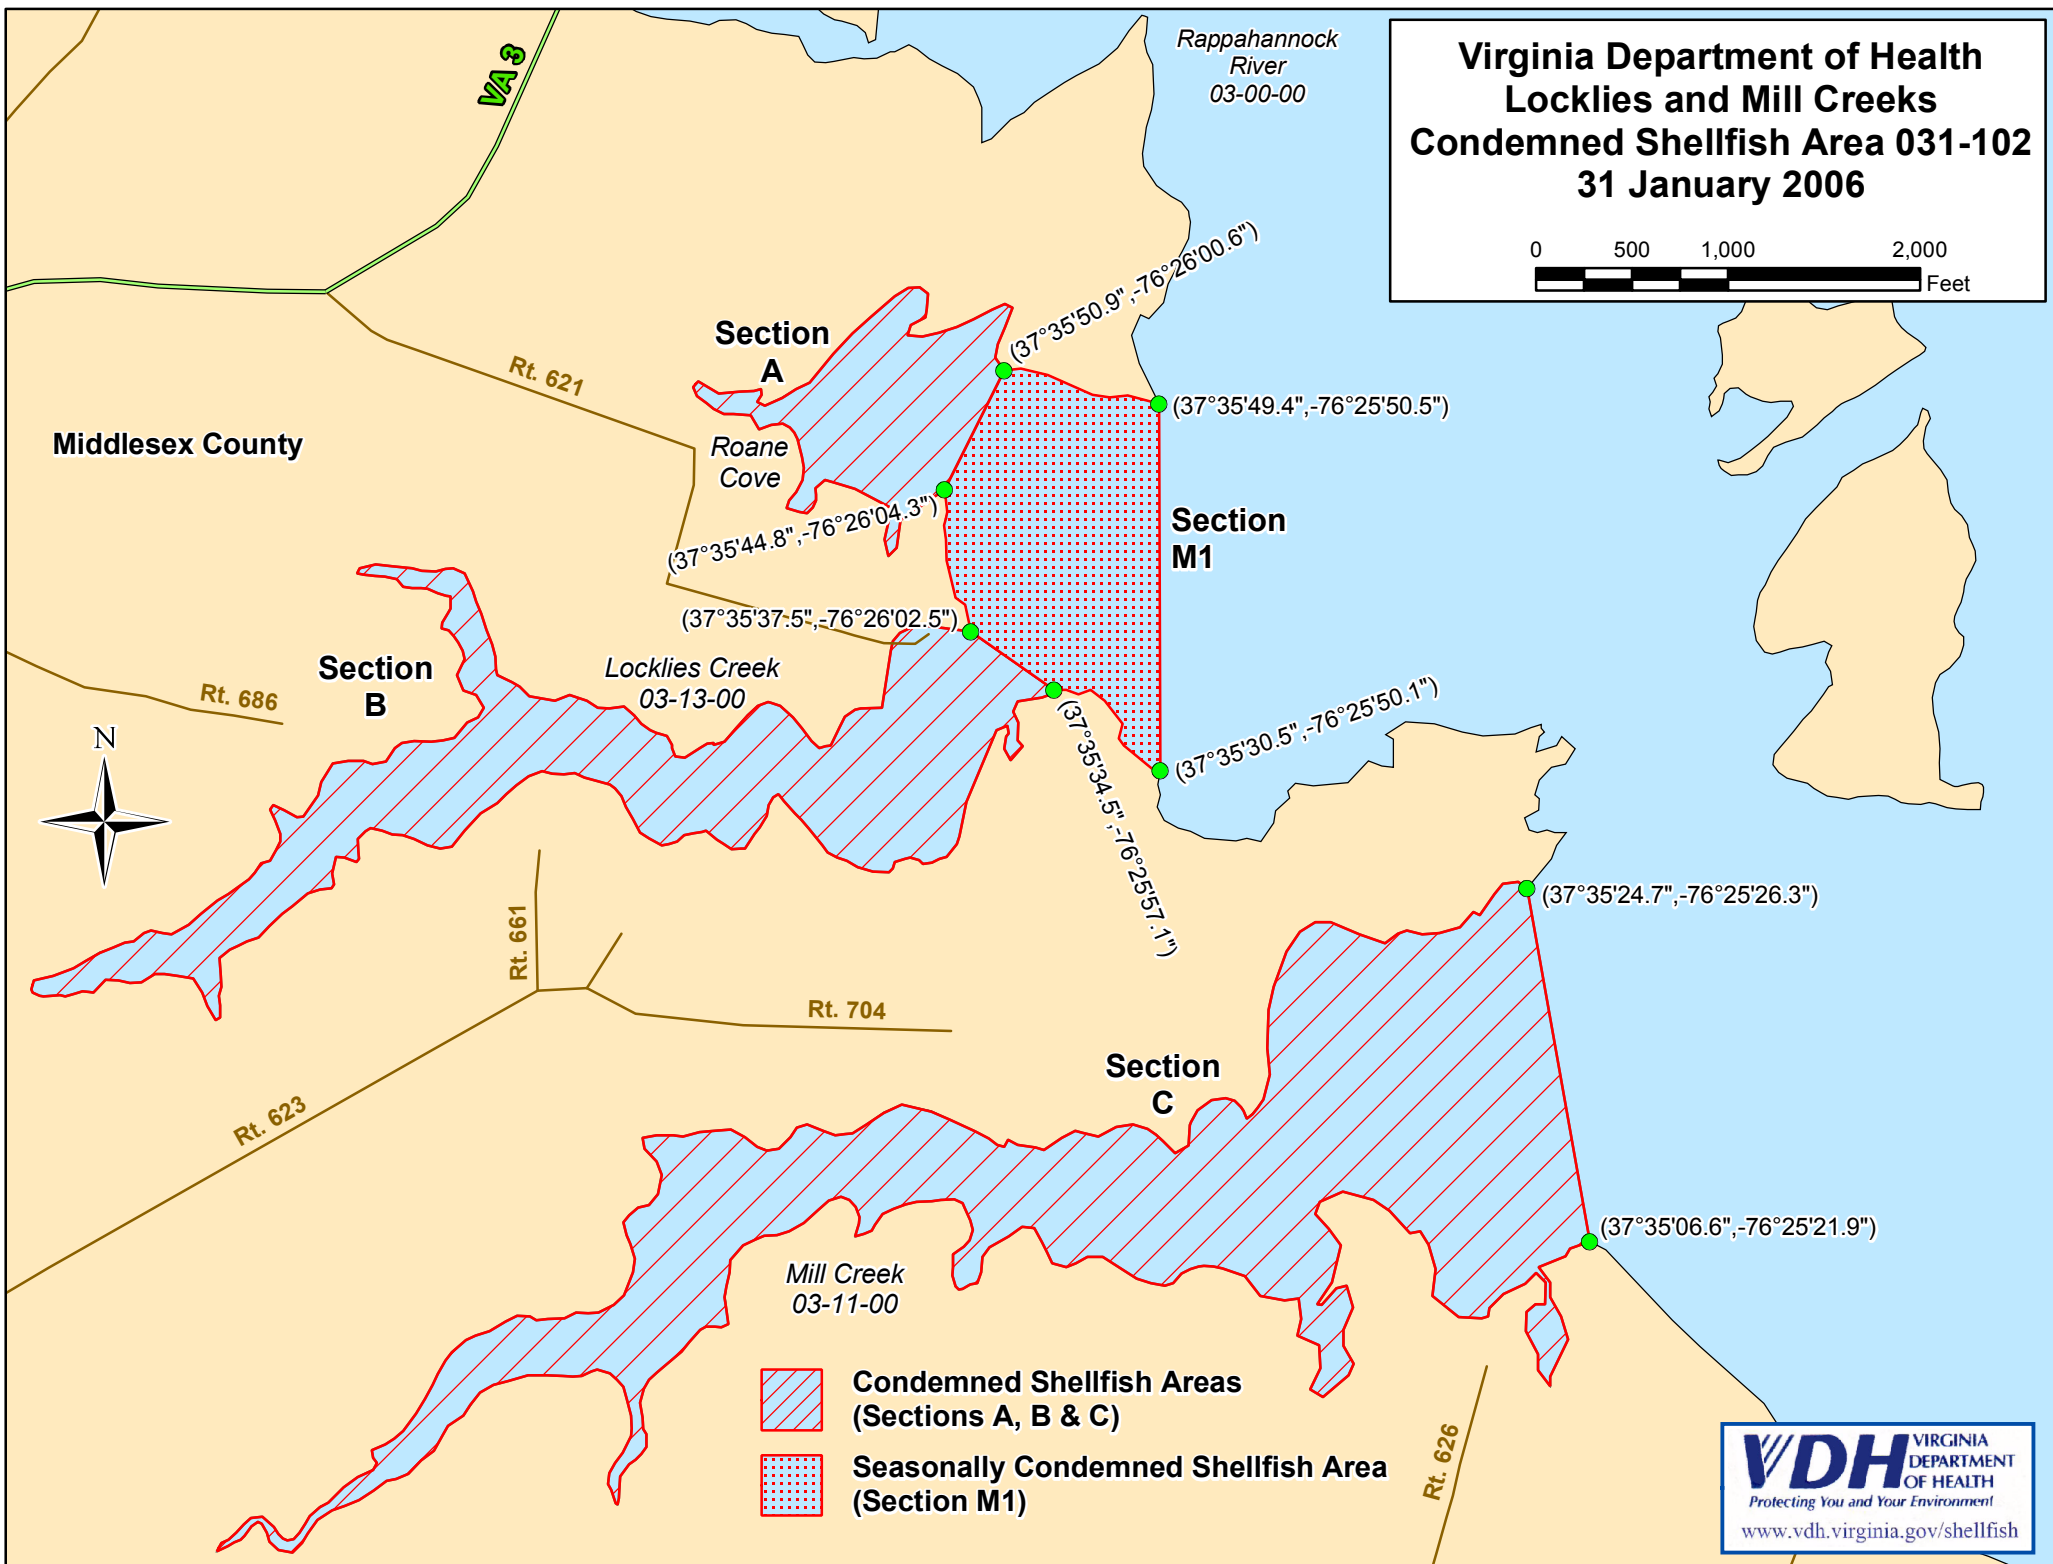 Virginia Department of Health
Locklies and Mill Creeks
Condemned Shellfish Area 031-102
31 January 2006
0 500 1,000 2,000
Feet
Rappahannock
River
03-00-00
VA 3
(37°35'50.9",-76°26'00.6")
Section
A
Rt. 621
(37°35'49.4",-76°25'50.5")
Middlesex County
Roane
Cove
(37°35'44.8",-76°26'04.3")
Section
M1
(37°35'37.5",-76°26'02.5")
Section
B
Locklies Creek
03-13-00
Rt. 686
(37°35'30.5",-76°25'50.1")
(37°35'34.5",-76°25'57.1")
N
(37°35'24.7",-76°25'26.3")
Rt. 661
Rt. 704
Section
C
Rt. 623
(37°35'06.6",-76°25'21.9")
Mill Creek
03-11-00
Condemned Shellfish Areas
(Sections A, B & C)
Seasonally Condemned Shellfish Area
(Section M1)
Rt. 626
VDH
VIRGINIA
DEPARTMENT
OF HEALTH
Protecting You and Your Environment
www.vdh.virginia.gov/shellfish